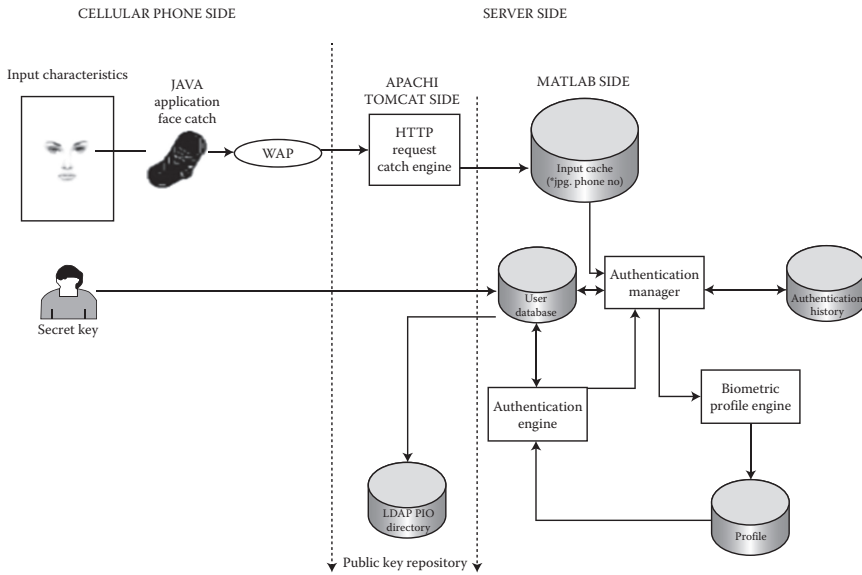 CELLULAR PHONE SIDE
SERVER SIDE
Input characteristics
JAVA
application
face catch
WAP
APACHI
TOMCAT SIDE
HTTP
request
catch engine
MATLAB SIDE
Input cache
(*jpg. phone no)
Secret key
User
database
Authentication
manager
Authentication
history
Authentication
engine
Biometric
profile engine
LDAP PIO
directory
Profile
Public key repository